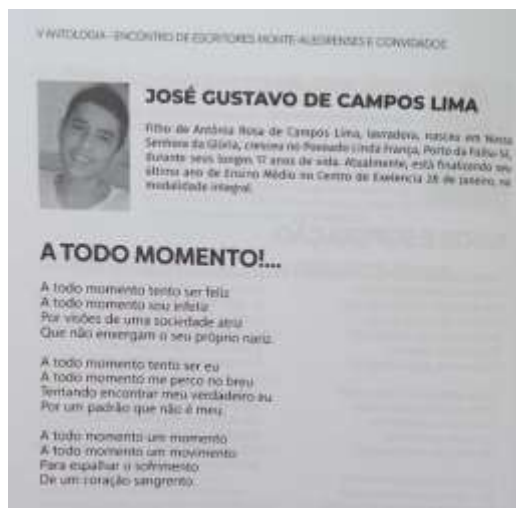 V ANTOLOGIA - ENCONTRO DE ESCRITORES MONTE-ALEGRENSES E CONVIDADOS
JOSÉ GUSTAVO DE CAMPOS LIMA
Filho de Antônia Rosa de Campos Lima, lavradora, nasceu em Nossa
Senhora da Glória, cresceu no Povoado Linda França, Porto da Folha-SE,
durante seus longos 17 anos de vida. Atualmente, está finalizando seu
último ano de Ensino Médio no Centro de Exelencia 28 de janeiro, na
modalidade integral.
A TODO MOMENTO!...
A todo momento tento ser feliz
A todo momento sou infeliz
Por visões de uma sociedade atriz
Que não enxergam o seu próprio nariz.
A todo momento tento ser eu
A todo momento me perco no breu
Tentando encontrar meu verdadeiro eu
Por um padrão que não é meu.
A todo momento um momento
A todo momento um movimento
Para espalhar o sofrimento
De um coração sangrento.